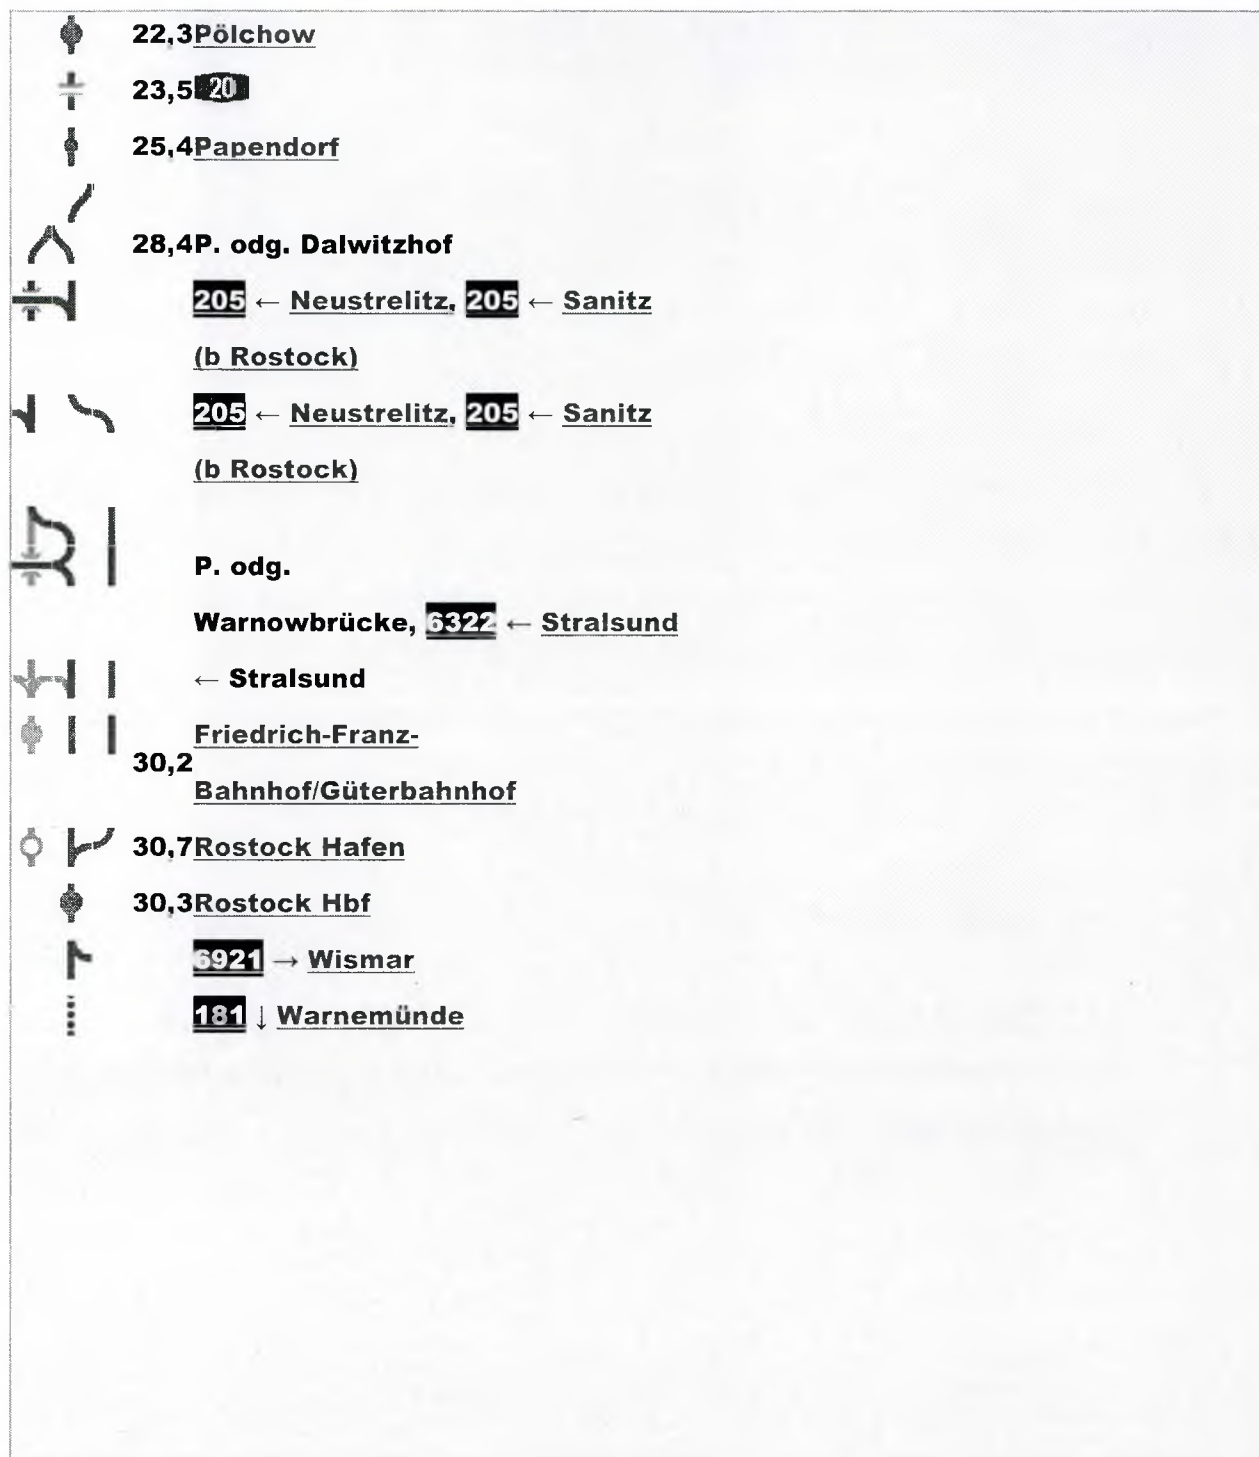 22,3Pölchow
23,5 20
25,4Papendorf
28,4P. odg. Dalwitzhof
205 ← Neustrelitz, 205 ← Sanitz
(b Rostock)
205 ← Neustrelitz, 205 ← Sanitz
(b Rostock)
P. odg.
Warnowbrücke, 6322 ← Stralsund
← Stralsund
Friedrich-Franz-
30,2
Bahnhof/Güterbahnhof
30,7Rostock Hafen
30,3Rostock Hbf
6921 → Wismar
181 ↓ Warnemünde